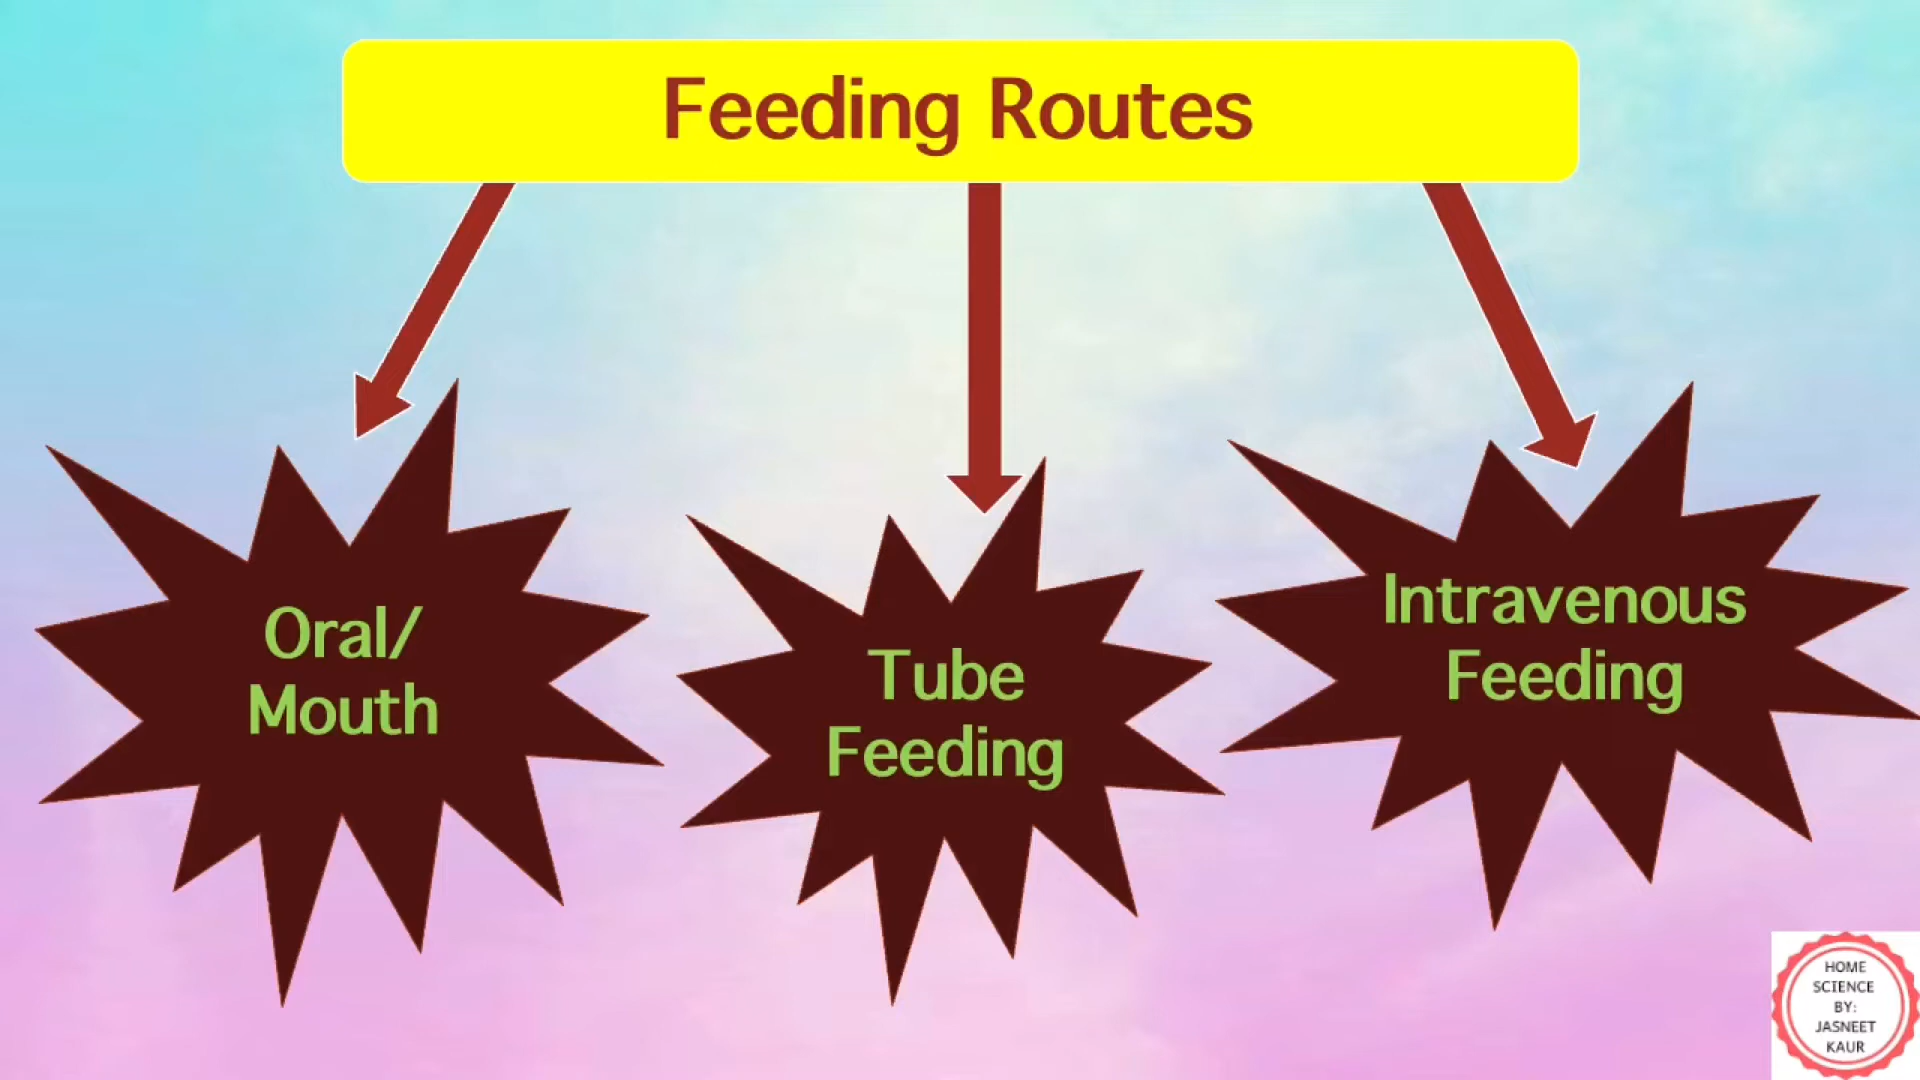 Feeding Routes
Oral/
Mouth
Tube
Feeding
Intravenous
Feeding
HOME
SCIENCE
BY:
JASNEET
KAUR